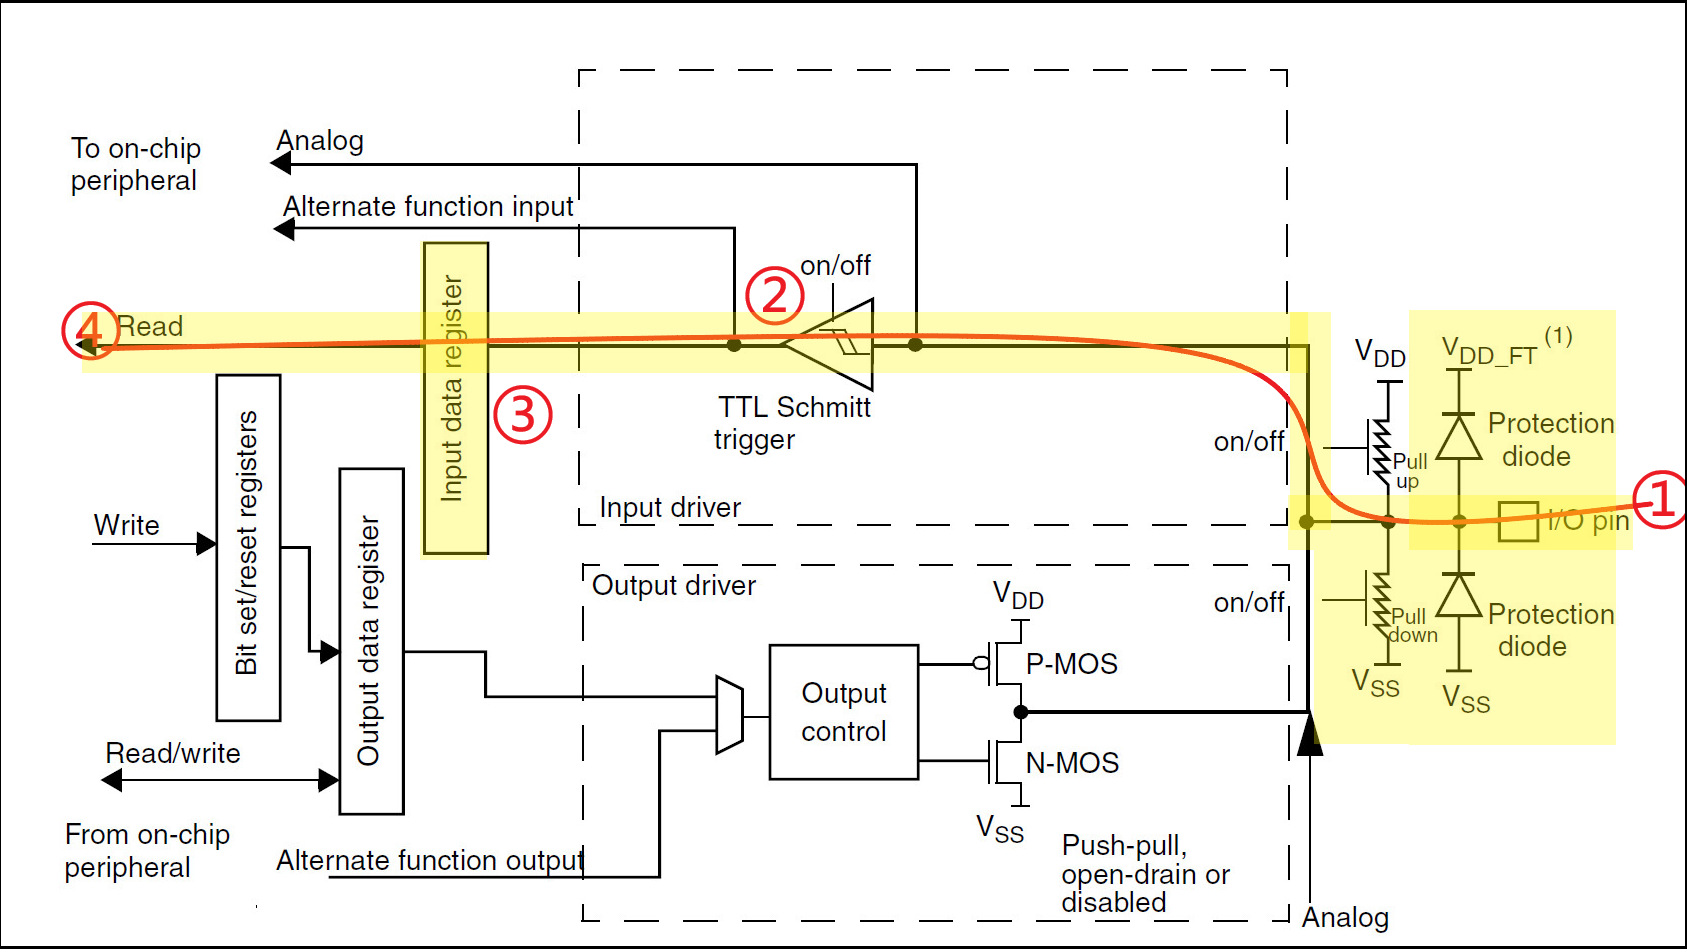 To on-chip
peripheral
Analog
Alternate function input
on/off
②
④
Read
Input data register
③
TTL Schmitt
trigger
on/off
Input driver
VDD
VDD_FT (1)
Pull
up
Protection
diode
①
I/O pin
Write
Bit set/reset registers
Output data register
Output driver
VDD
on/off
Pull
down
Protection
diode
VSS
VSS
P-MOS
Output
control
N-MOS
VSS
Read/write
From on-chip
peripheral
Alternate function output
Push-pull,
open-drain or
disabled
Analog